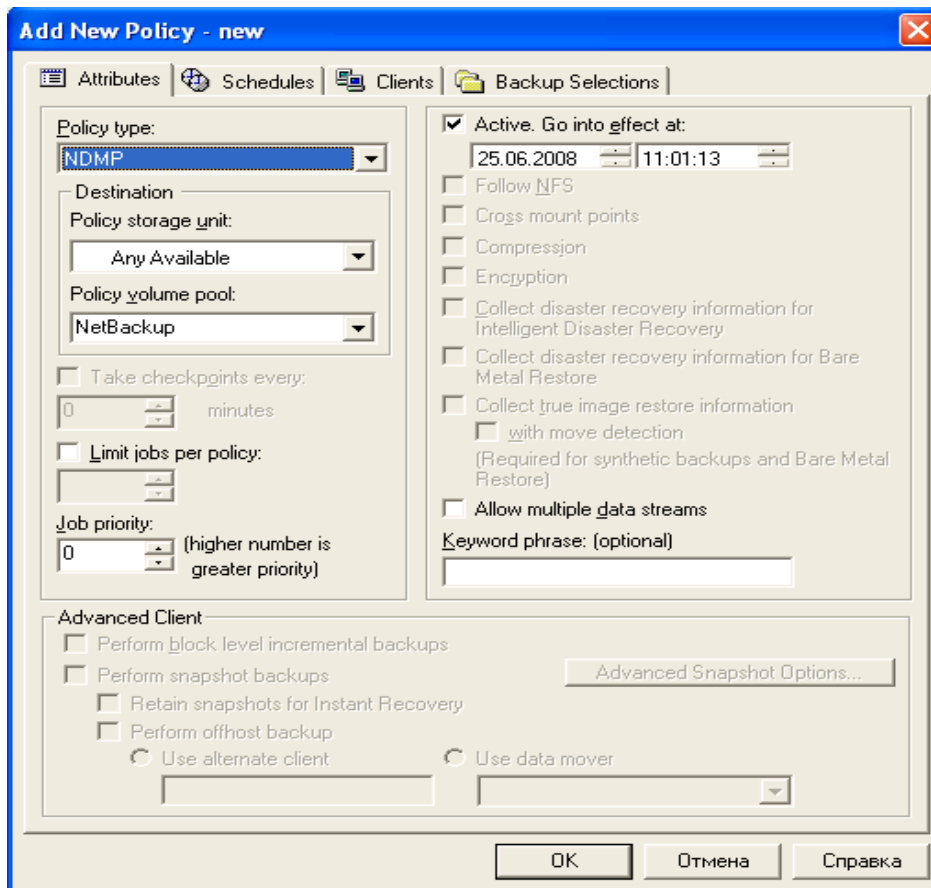 Add New Policy - new
Attributes
Schedules
Clients
Backup Selections
Policy type:
NDMP
Destination
Policy storage unit:
Any Available
Policy volume pool:
NetBackup
Take checkpoints every:
0
minutes
Limit jobs per policy:
Job priority:
0
(higher number is
greater priority)
Active. Go into effect at:
25.06.2008
11:01:13
Follow NFS
Cross mount points
Compression
Encryption
Collect disaster recovery information for
Intelligent Disaster Recovery
Collect disaster recovery information for Bare
Metal Restore
Collect true image restore information
with move detection
(Required for synthetic backups and Bare Metal
Restore)
Allow multiple data streams
Keyword phrase: (optional)
Advanced Client
Perform block level incremental backups
Perform snapshot backups
Advanced Snapshot Options...
Retain snapshots for Instant Recovery
Perform offhost backup
Use alternate client
Use data mover
OK
Отмена
Справка